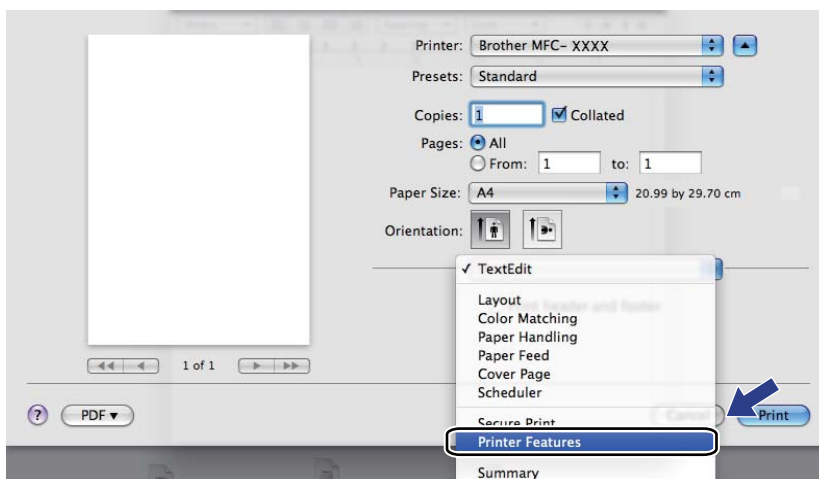 Printer: Brother MFC- XXXX
Presets: Standard
Copies: 1 Collated
Pages: All
From: 1 to: 1
Paper Size: A4 20.99 by 29.70 cm
Orientation:
✓ TextEdit
Layout
Color Matching
Paper Handling
Paper Feed
Cover Page
Scheduler
Secure Print
Printer Features
Summary
1 of 1
? PDF ▼ Cancel Print